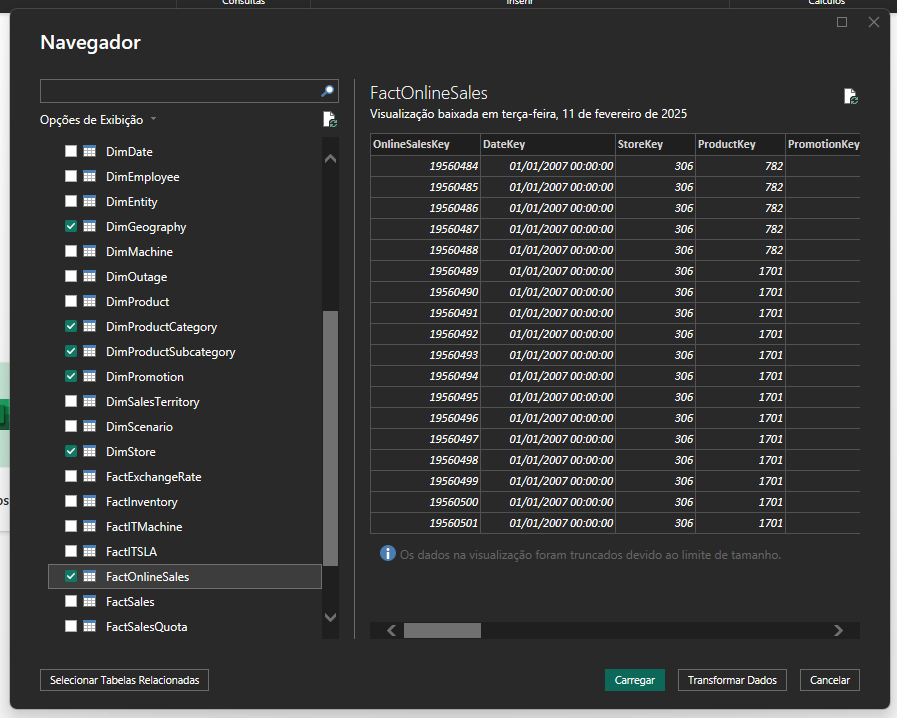 Consultas
Inserir
Cálculos
Navegador
Opções de Exibição
DimDate
DimEmployee
DimEntity
DimGeography
DimMachine
DimOutage
DimProduct
DimProductCategory
DimProductSubcategory
DimPromotion
DimSalesTerritory
DimScenario
DimStore
FactExchangeRate
FactInventory
FactITMachine
FactITSLA
FactOnlineSales
FactSales
FactSalesQuota
FactOnlineSales
Visualização baixada em terça-feira, 11 de fevereiro de 2025
OnlineSalesKey DateKey StoreKey ProductKey PromotionKey
19560484 01/01/2007 00:00:00 306 782
19560485 01/01/2007 00:00:00 306 782
19560486 01/01/2007 00:00:00 306 782
19560487 01/01/2007 00:00:00 306 782
19560488 01/01/2007 00:00:00 306 782
19560489 01/01/2007 00:00:00 306 1701
19560490 01/01/2007 00:00:00 306 1701
19560491 01/01/2007 00:00:00 306 1701
19560492 01/01/2007 00:00:00 306 1701
19560493 01/01/2007 00:00:00 306 1701
19560494 01/01/2007 00:00:00 306 1701
19560495 01/01/2007 00:00:00 306 1701
19560496 01/01/2007 00:00:00 306 1701
19560497 01/01/2007 00:00:00 306 1701
19560498 01/01/2007 00:00:00 306 1701
19560499 01/01/2007 00:00:00 306 1701
19560500 01/01/2007 00:00:00 306 1701
19560501 01/01/2007 00:00:00 306 1701
Os dados na visualização foram truncados devido ao limite de tamanho.
Selecionar Tabelas Relacionadas
Carregar
Transformar Dados
Cancelar